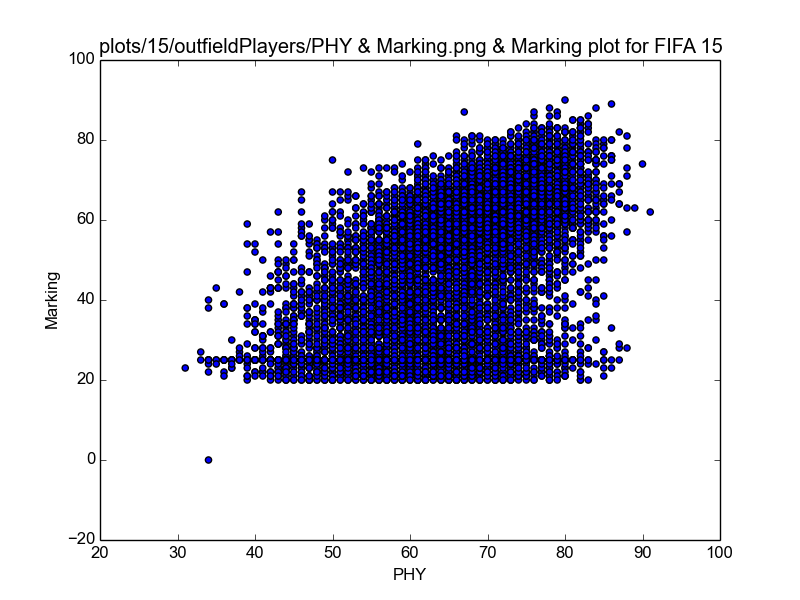 plots/15/outfieldPlayers/PHY & Marking.png & Marking plot for FIFA 15
100
80
60
40
20
0
−20
Marking
20 30 40 50 60 70 80 90 100
PHY